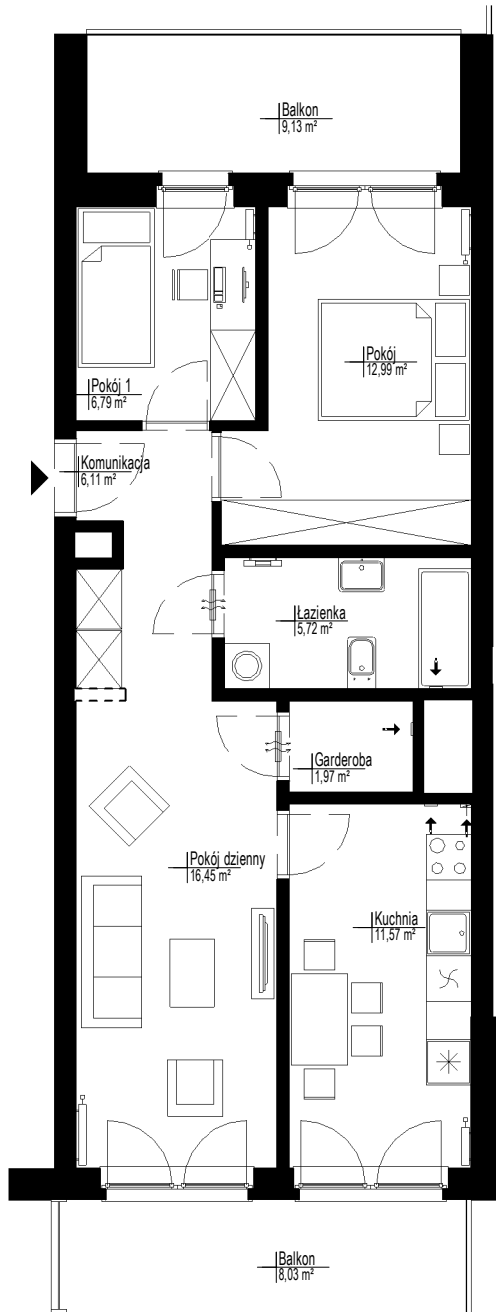 Balkon
9,13 m²
Pokój
12,99 m²
Pokój 1
6,79 m²
Komunikacja
6,11 m²
Łazienka
5,72 m²
Garderoba
1,97 m²
Pokój dzienny
16,45 m²
Kuchnia
11,57 m²
Balkon
8,03 m²